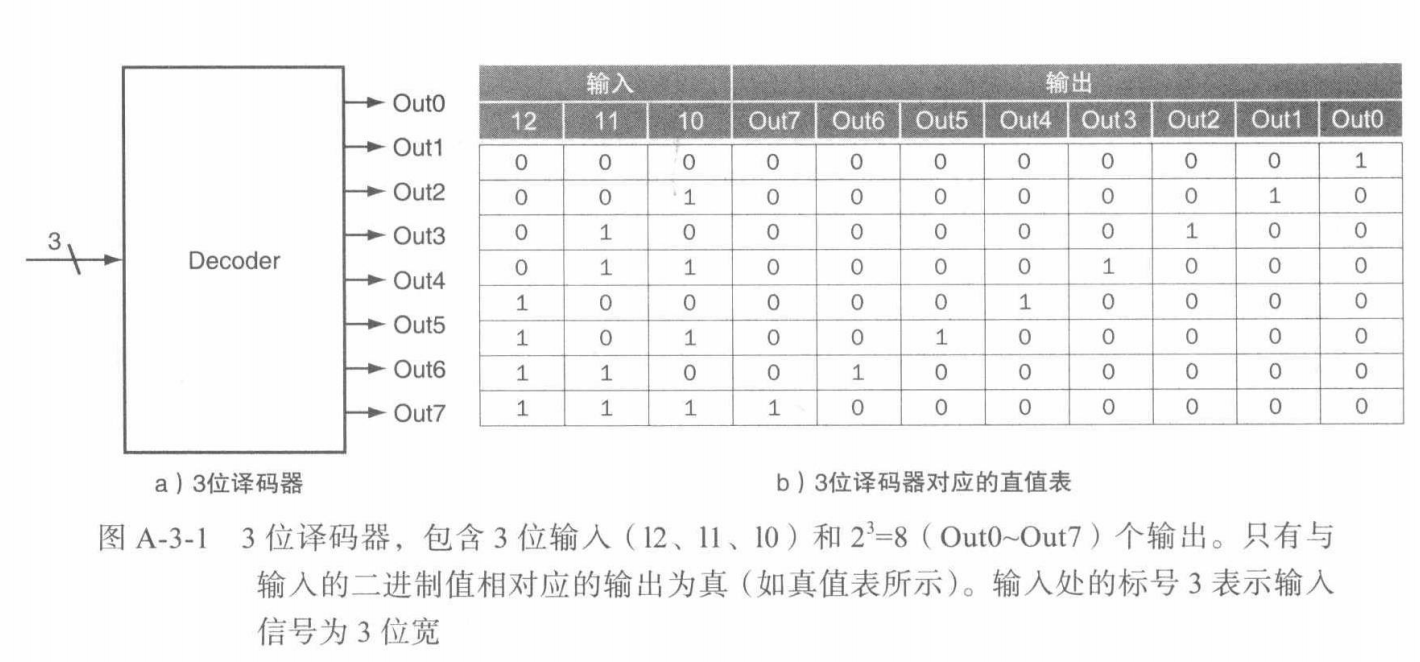 3
Decoder
Out0
Out1
Out2
Out3
Out4
Out5
Out6
Out7
a）3位译码器
输入 输出
12 11 10 Out7 Out6 Out5 Out4 Out3 Out2 Out1 Out0
0 0 0 0 0 0 0 0 0 0 1
0 0 1 0 0 0 0 0 0 1 0
0 1 0 0 0 0 0 0 1 0 0
0 1 1 0 0 0 0 1 0 0 0
1 0 0 0 0 0 1 0 0 0 0
1 0 1 0 0 1 0 0 0 0 0
1 1 0 0 1 0 0 0 0 0 0
1 1 1 1 0 0 0 0 0 0 0
b）3位译码器对应的直值表
图 A-3-1 3 位译码器，包含 3 位输入（l2、l1、l0）和 2³=8（Out0~Out7）个输出。只有与
输入的二进制值相对应的输出为真（如真值表所示）。输入处的标号 3 表示输入
信号为 3 位宽